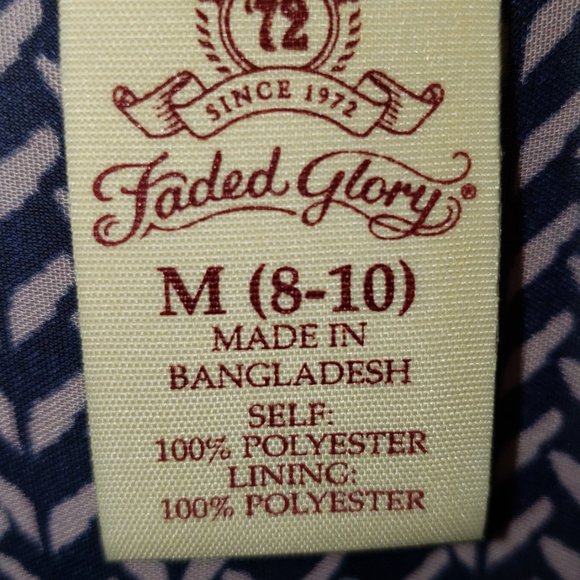 '72
SINCE 1972
Faded Glory®
M (8-10)
MADE IN
BANGLADESH
SELF:
100% POLYESTER
LINING:
100% POLYESTER